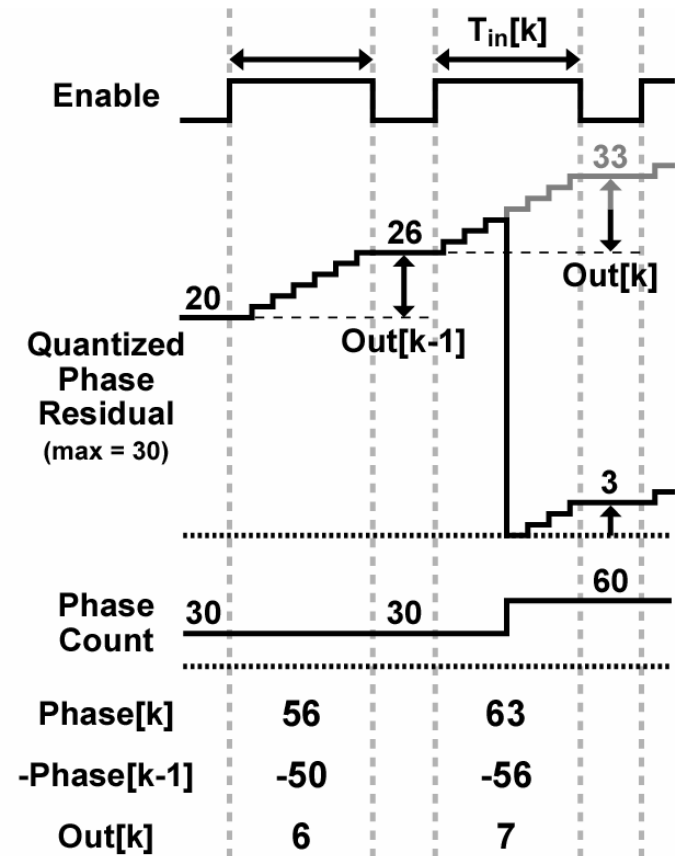 T_in[k]
Enable
33
26
20
Out[k]
Out[k-1]
Quantized
Phase
Residual
(max = 30)
3
60
Phase
Count
30
30
Phase[k] 56 63
-Phase[k-1] -50 -56
Out[k] 6 7